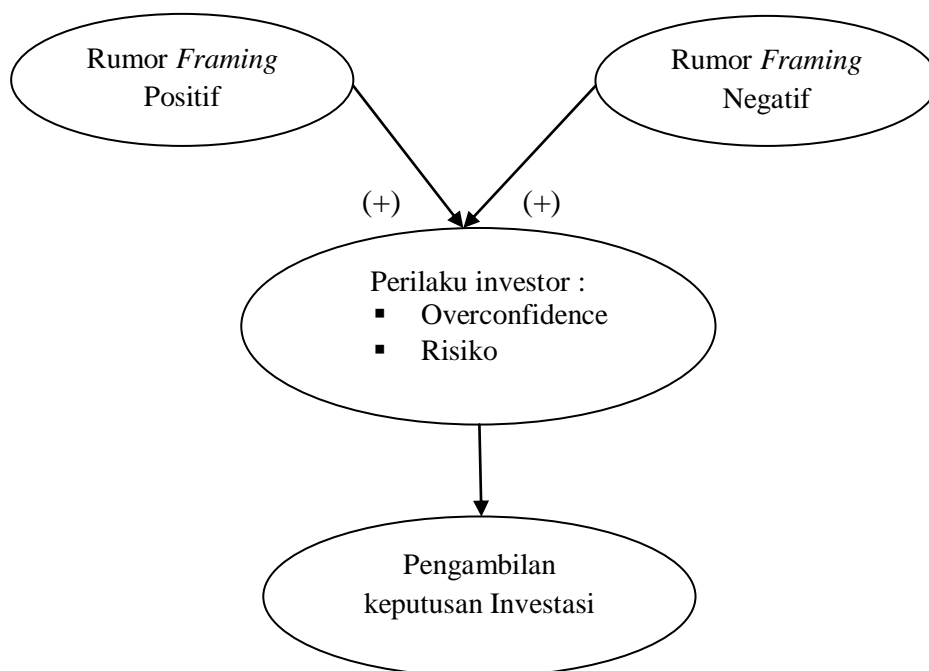 Rumor Framing
Positif
Rumor Framing
Negatif
(+)
(+)
Perilaku investor :
▪ Overconfidence
▪ Risiko
Pengambilan
keputusan Investasi